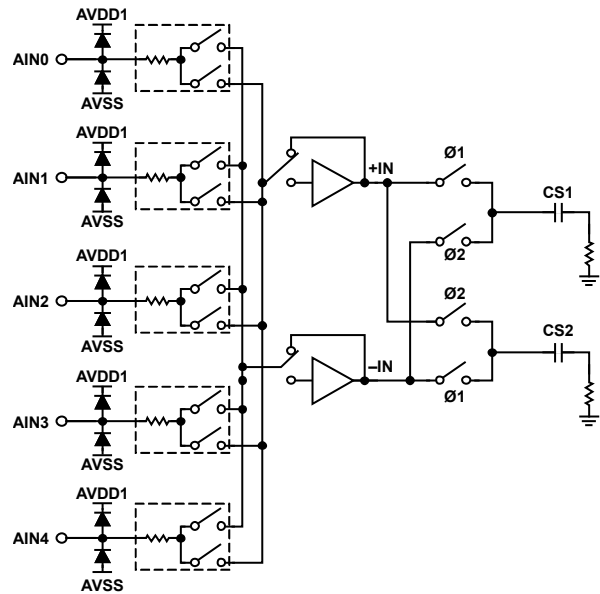 AVDD1
AIN0
AVSS
AVDD1
AIN1
AVSS
AVDD1
AIN2
AVSS
AVDD1
AIN3
AVSS
AVDD1
AIN4
AVSS
+IN
–IN
Ø1
Ø2
Ø2
Ø1
CS1
CS2